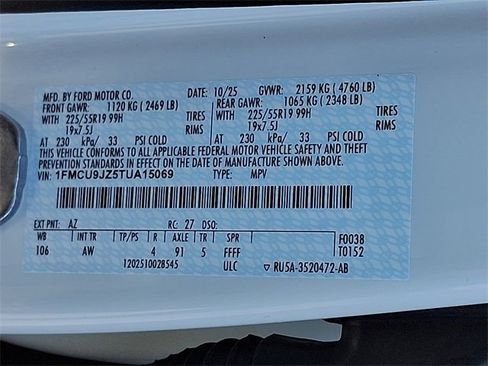 MFD. BY FORD MOTOR CO. 10/25 GVWR: 2159 KG ( 4760 LB)
FRONT GAWR: 1120 KG ( 2469 LB) REAR GAWR: 1065 KG ( 2348 LB)
WITH 225/55R19 99H TIRES WITH 225/55R19 99H TIRES
19x7.5J RIMS 19x7.5J RIMS
AT 230 kPa/ 33 PSI COLD AT 230 kPa/ 33 PSI COLD
THIS VEHICLE CONFORMS TO ALL APPLICABLE FEDERAL MOTOR VEHICLE SAFETY AND THEFT
PREVENTION STANDARDS IN EFFECT ON THE DATE OF MANUFACTURE SHOWN ABOVE.
VIN: 1FMCU9JZ5TUA15069 TYPE: MPV
EXT PNT: AZ RC: 27 DSO:
WB INT TR TP/PS R AXLE TR SPR F0038
106 AW 4 91 5 FFFF T0152
1202510028545 ULC RU5A-3520472-AB